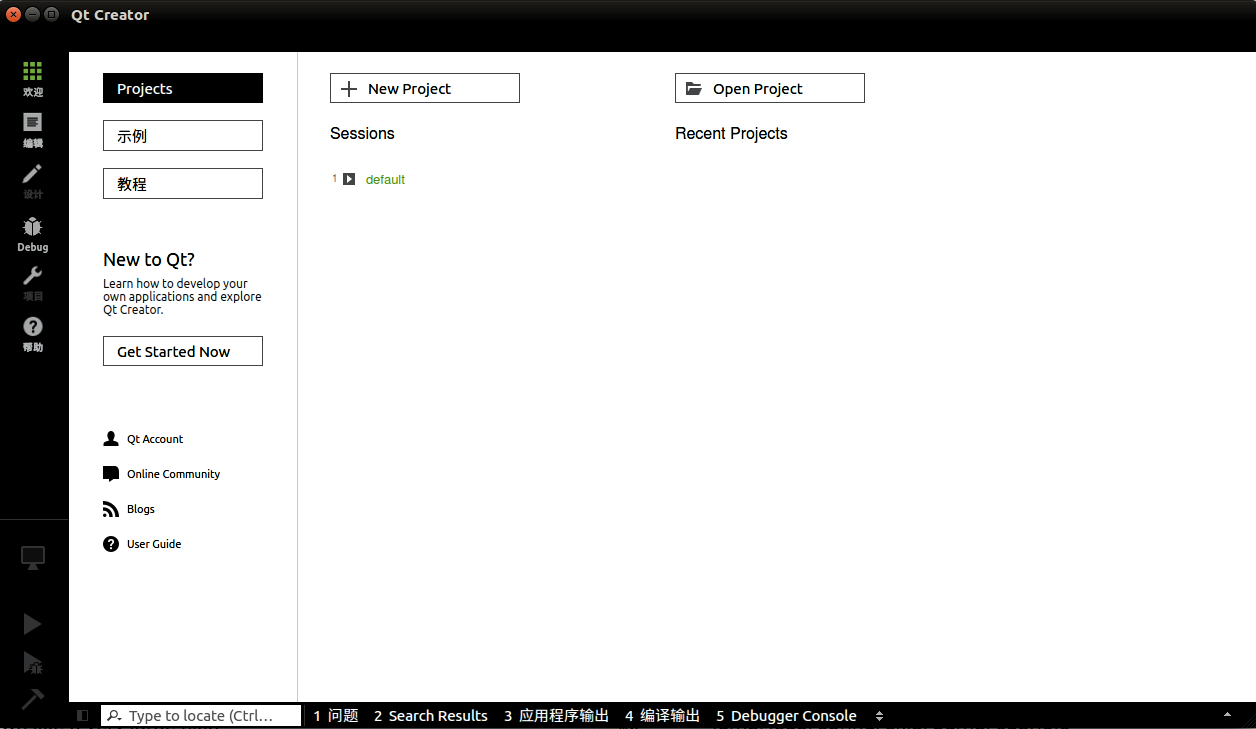 Qt Creator
欢迎
编辑
设计
Debug
项目
帮助
Projects
示例
教程
New to Qt?
Learn how to develop your
own applications and explore
Qt Creator.
Get Started Now
Qt Account
Online Community
Blogs
User Guide
New Project
Open Project
Sessions
Recent Projects
1 default
Type to locate (Ctrl...
1 问题 2 Search Results 3 应用程序输出 4 编译输出 5 Debugger Console